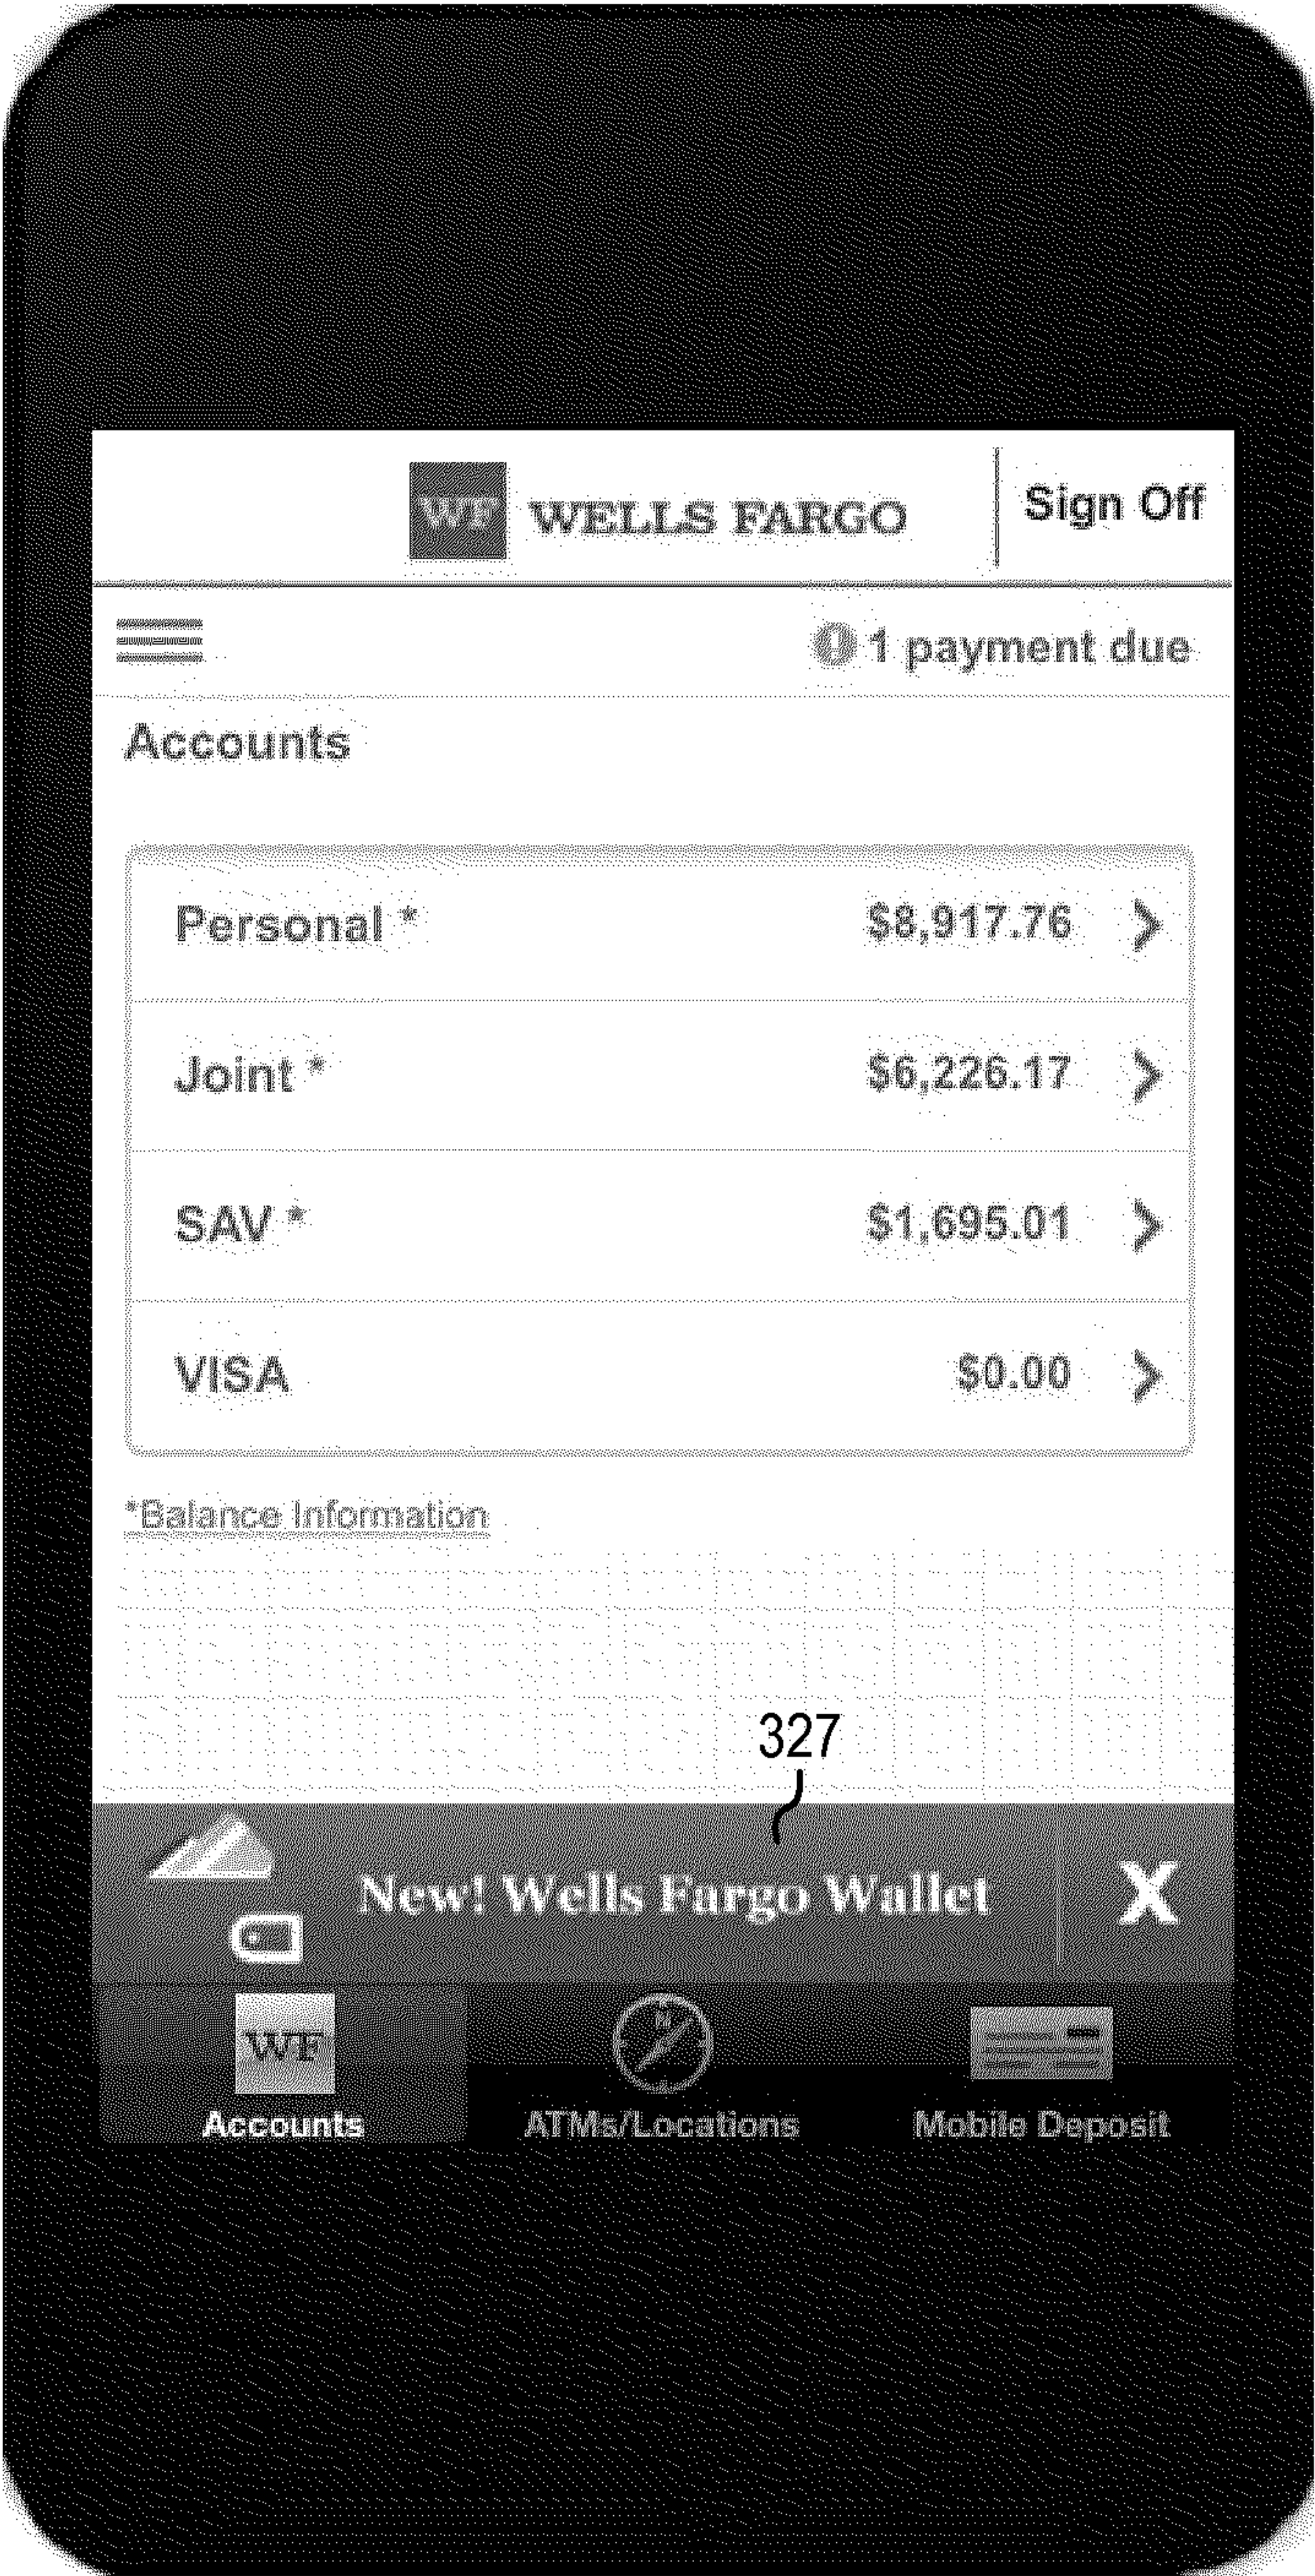 WF WELLS FARGO Sign Off
1 payment due
Accounts
Personal * $8,917.76
Joint * $6,226.17
SAV * $1,695.01
VISA $0.00
*Balance Information
327
New! Wells Fargo Wallet X
WF
N
Accounts ATMs/Locations Mobile Deposit